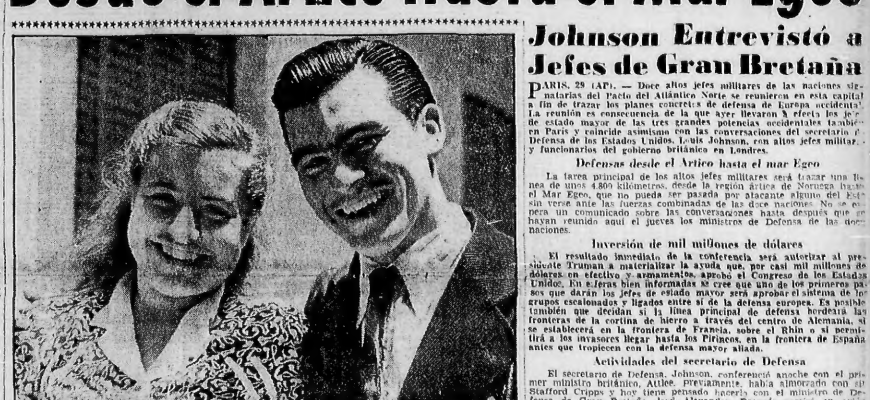 Desde el Artico hasta el Mar Egeo
Johnson Entrevistó a
Jefes de Gran Bretaña
PARIS, 29 (AP). — Doce altos jefes militares de las naciones sig-
natarias del Pacto del Atlántico Norte se reunieron en esta capital
a fin de trazar los planes concretos de defensa de Europa occidental.
La reunión es consecuencia de la que ayer llevaron a efecto los jefes
de estado mayor de las tres grandes potencias occidentales también
en París y coincide asimismo con las conversaciones del secretario de
Defensa de los Estados Unidos, Louis Johnson, con altos jefes militares
y funcionarios del gobierno británico en Londres.
Defensas desde el Artico hasta el mar Egeo
La tarea principal de los altos jefes militares será trazar una lí-
nea de unos 4.800 kilómetros, desde la región ártica de Noruega hasta
el Mar Egeo, que no pueda ser pasada por atacante alguno del Este
sin verse ante las fuerzas combinadas de las doce naciones. No se es-
pera un comunicado sobre las conversaciones hasta después que se
hayan reunido aquí el jueves los ministros de Defensa de las doce
naciones.
Inversión de mil millones de dólares
El resultado inmediato de la conferencia será autorizar al pre-
sidente Truman a materializar la ayuda que, por casi mil millones de
dólares en efectivo y armamentos, aprobó el Congreso de los Estados
Unidos. En esferas bien informadas se cree que uno de los primeros pa-
sos que darán los jefes de estado mayor será aprobar el sistema de los
grupos escalonados y ligados entre sí de la defensa europea. Es posible
también que decidan si la línea principal de defensa bordeará las
fronteras de la cortina de hierro a través del centro de Alemania, si
se establecerá en la frontera de Francia, sobre el Rhin o si permi-
tirá a los invasores llegar hasta los Pirineos, en la frontera de España
antes que tropiecen con la defensa mayor aliada.
Actividades del secretario de Defensa
El secretario de Defensa, Johnson, conferenció anoche con el pri-
mer ministro británico, Attlee. Previamente, había almorzado con sir
Stafford Cripps y hoy tiene pensado hacerlo con el ministro de De-